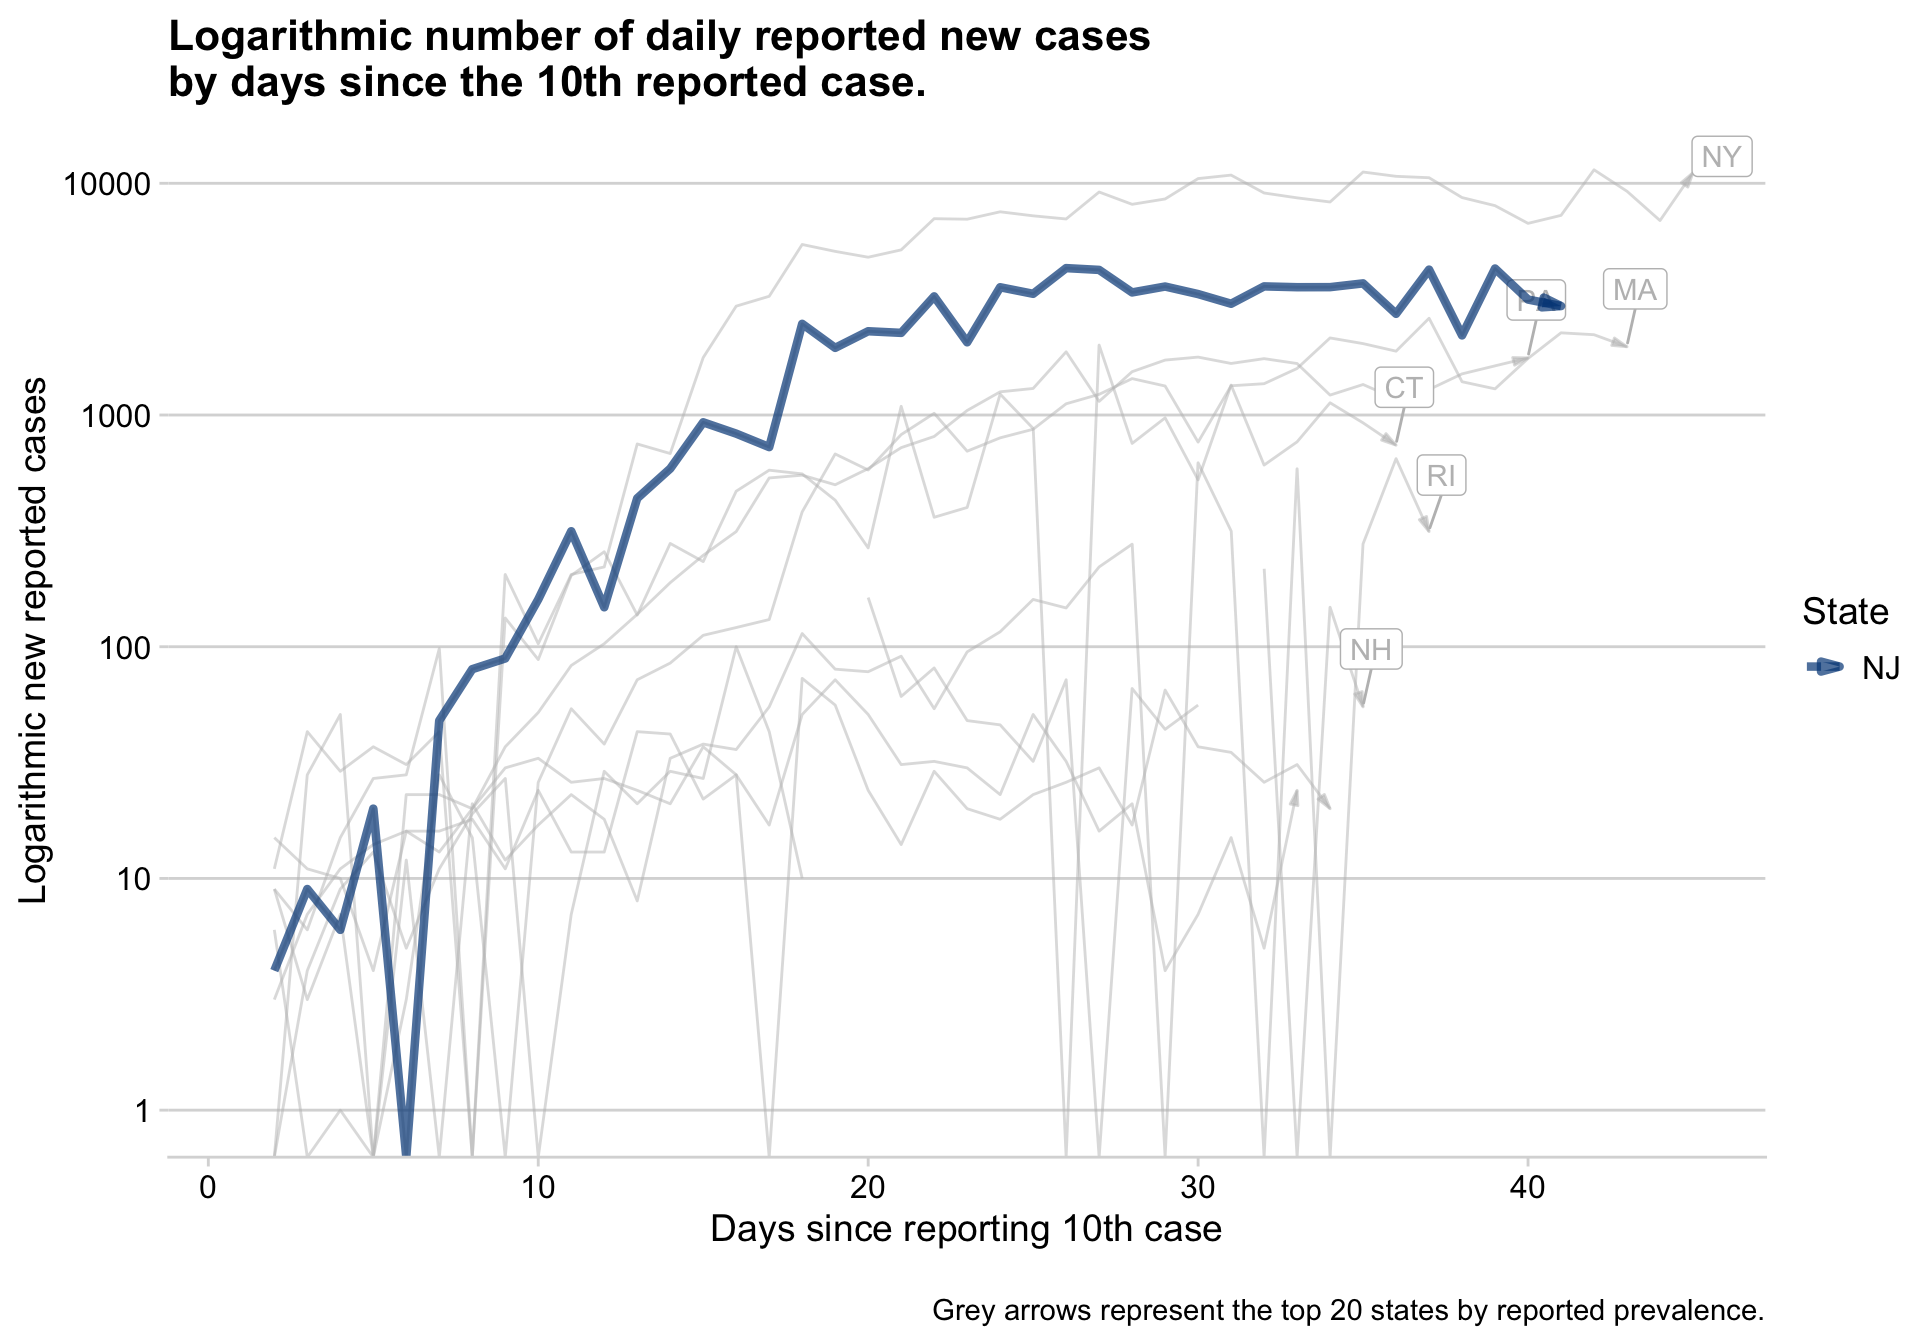 Logarithmic number of daily reported new cases
by days since the 10th reported case.
Logarithmic new reported cases
10000
1000
100
10
1
NY
MA
PA
CT
RI
NH
State
NJ
0
10
20
30
40
Days since reporting 10th case
Grey arrows represent the top 20 states by reported prevalence.